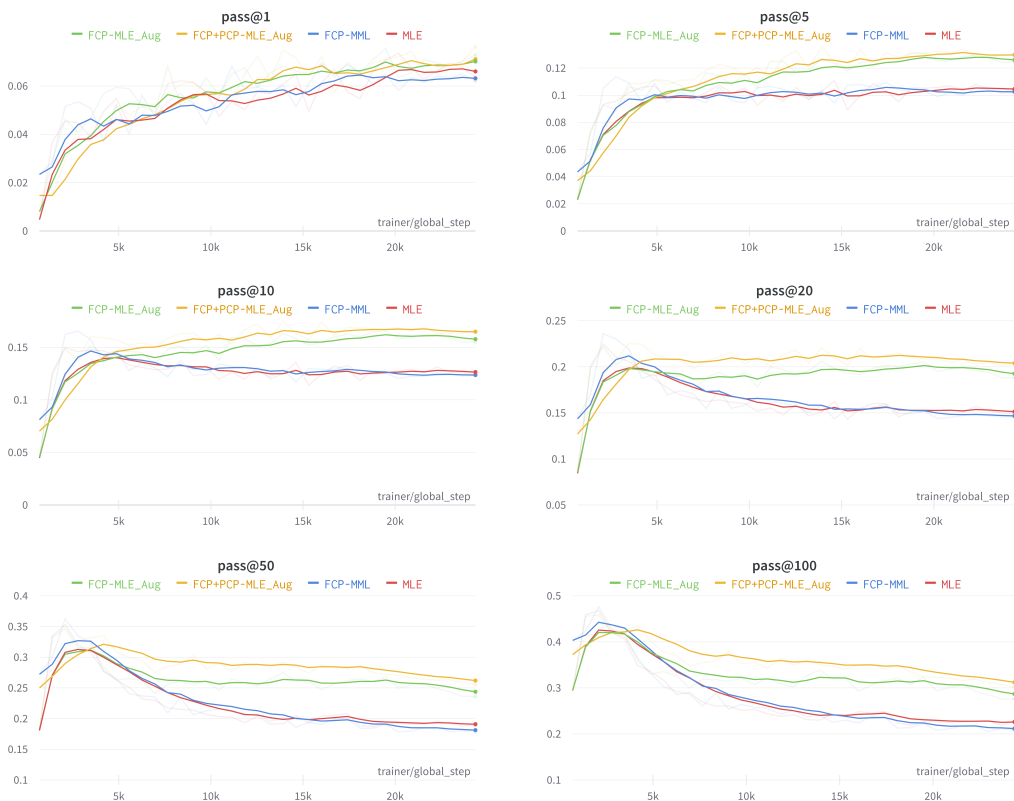 pass@1
FCP-MLE_Aug FCP+PCP-MLE_Aug FCP-MML MLE
0.06
0.04
0.02
0
trainer/global_step
5k 10k 15k 20k
pass@5
FCP-MLE_Aug FCP+PCP-MLE_Aug FCP-MML MLE
0.12
0.1
0.08
0.06
0.04
0.02
0
trainer/global_step
5k 10k 15k 20k
pass@10
FCP-MLE_Aug FCP+PCP-MLE_Aug FCP-MML MLE
0.15
0.1
0.05
0
trainer/global_step
5k 10k 15k 20k
pass@20
FCP-MLE_Aug FCP+PCP-MLE_Aug FCP-MML MLE
0.25
0.2
0.15
0.1
0.05
trainer/global_step
5k 10k 15k 20k
pass@50
FCP-MLE_Aug FCP+PCP-MLE_Aug FCP-MML MLE
0.4
0.35
0.3
0.25
0.2
0.15
0.1
trainer/global_step
5k 10k 15k 20k
pass@100
FCP-MLE_Aug FCP+PCP-MLE_Aug FCP-MML MLE
0.5
0.4
0.3
0.2
0.1
trainer/global_step
5k 10k 15k 20k